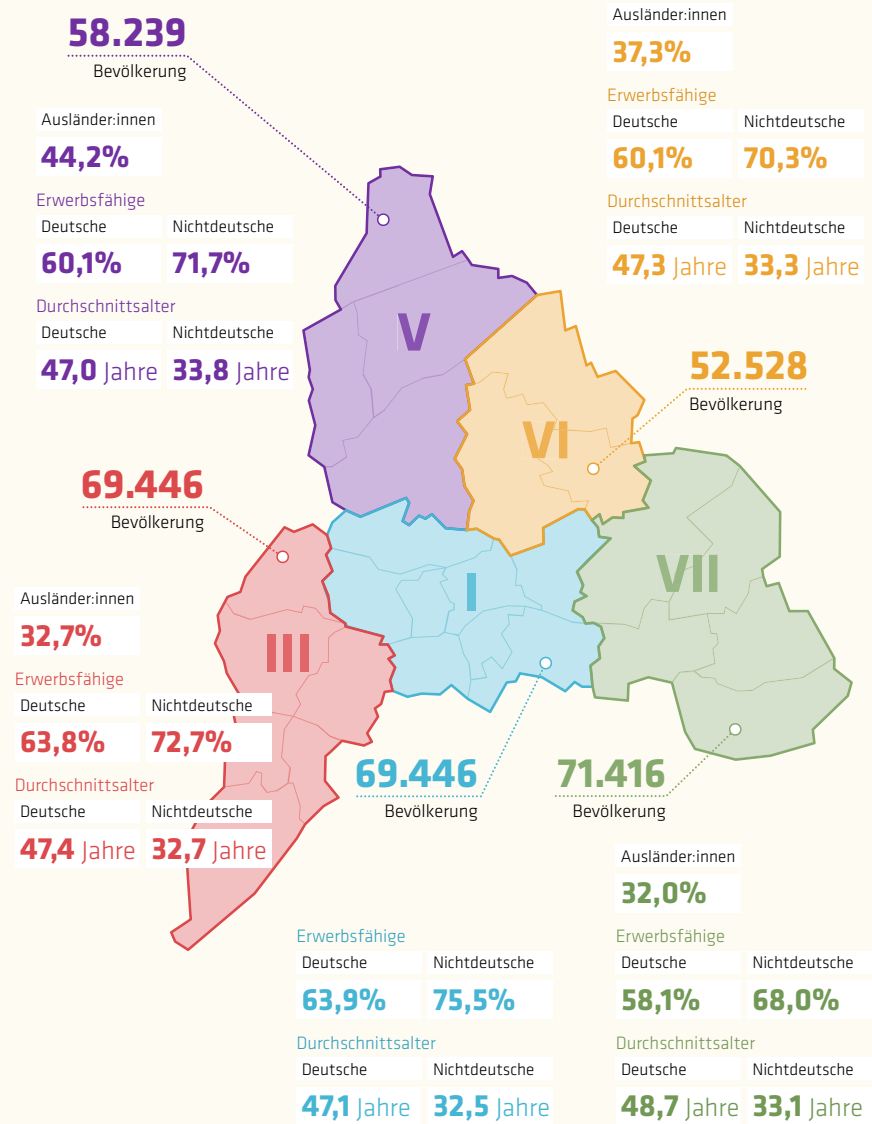 58.239
Bevölkerung
Ausländer:innen
44,2%
Erwerbsfähige
Deutsche Nichtdeutsche
60,1% 71,7%
Durchschnittsalter
Deutsche Nichtdeutsche
47,0 Jahre 33,8 Jahre
Ausländer:innen
37,3%
Erwerbsfähige
Deutsche Nichtdeutsche
60,1% 70,3%
Durchschnittsalter
Deutsche Nichtdeutsche
47,3 Jahre 33,3 Jahre
52.528
Bevölkerung
V
VI
VII
I
III
69.446
Bevölkerung
Ausländer:innen
32,7%
Erwerbsfähige
Deutsche Nichtdeutsche
63,8% 72,7%
Durchschnittsalter
Deutsche Nichtdeutsche
47,4 Jahre 32,7 Jahre
69.446
Bevölkerung
Erwerbsfähige
Deutsche Nichtdeutsche
63,9% 75,5%
Durchschnittsalter
Deutsche Nichtdeutsche
47,1 Jahre 32,5 Jahre
71.416
Bevölkerung
Ausländer:innen
32,0%
Erwerbsfähige
Deutsche Nichtdeutsche
58,1% 68,0%
Durchschnittsalter
Deutsche Nichtdeutsche
48,7 Jahre 33,1 Jahre